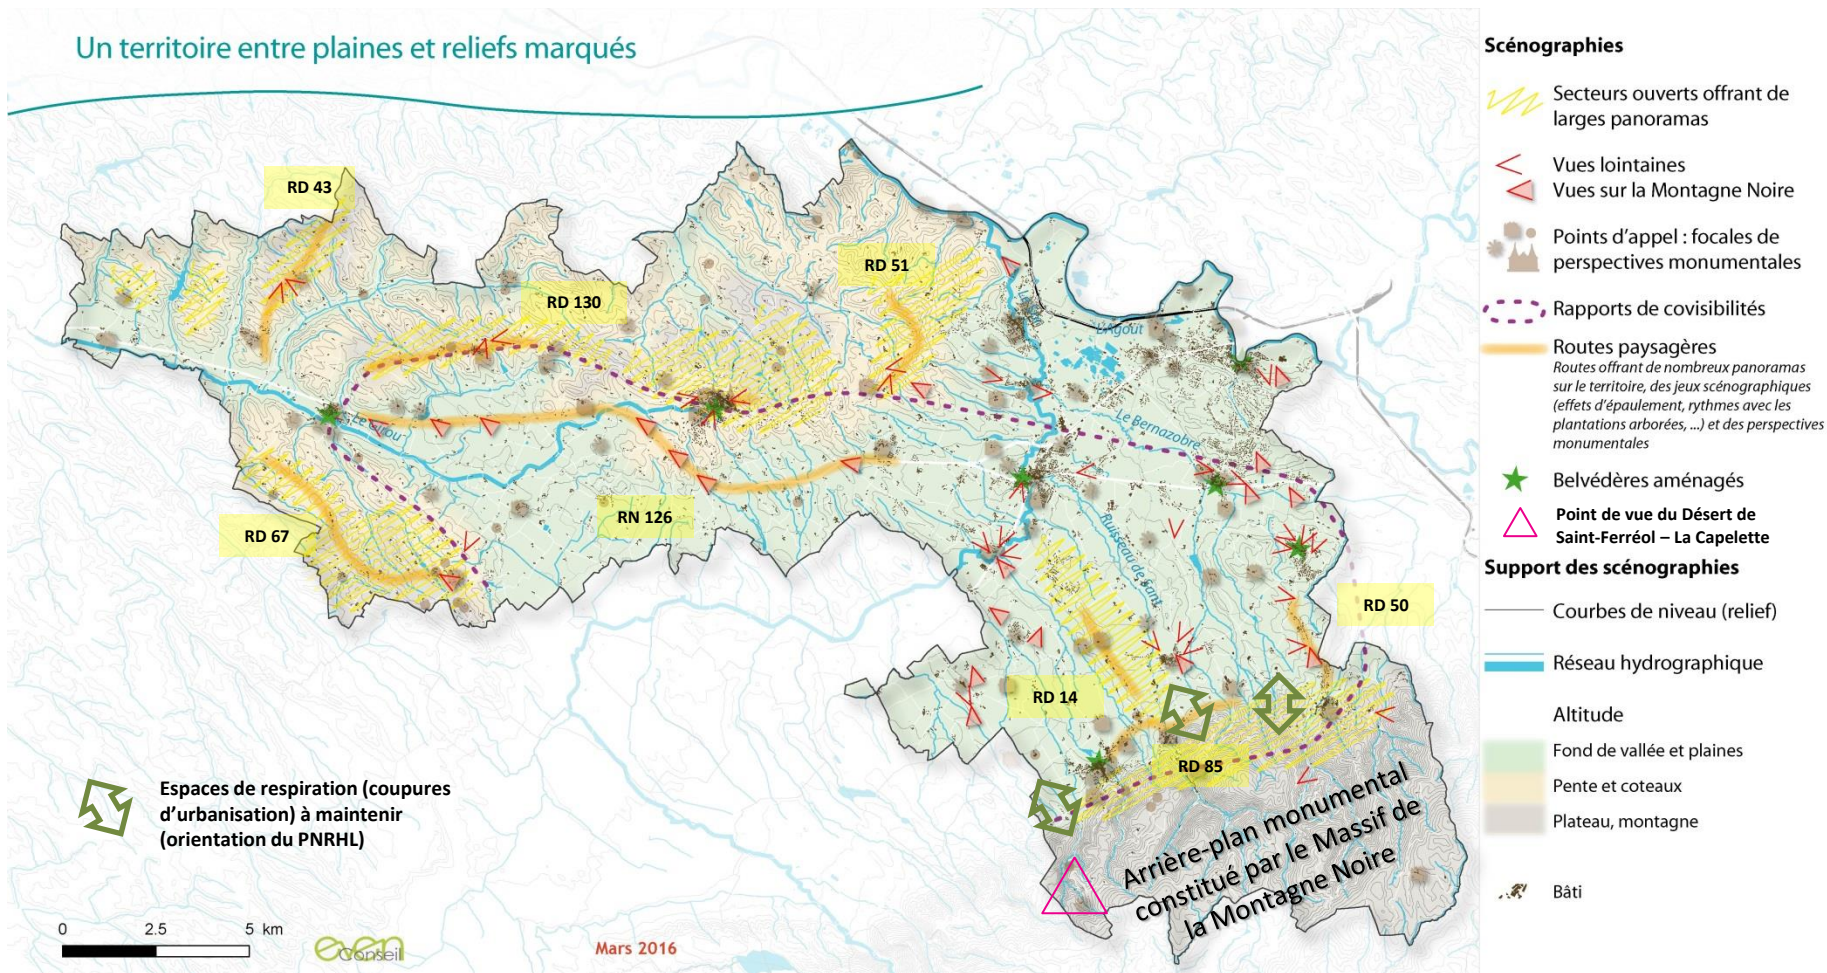 Un territoire entre plaines et reliefs marqués
RD 43
RD 51
RD 130
L'Agout
Le Bernazobre
Le Girou
RN 126
RD 67
Ruisseau de Sant
RD 50
RD 14
RD 85
Arrière-plan monumental
constitué par le Massif de
la Montagne Noire
Espaces de respiration (coupures
d'urbanisation) à maintenir
(orientation du PNRHL)
0 2.5 5 km
even
Conseil
Mars 2016
Scénographies
Secteurs ouverts offrant de
larges panoramas
Vues lointaines
Vues sur la Montagne Noire
Points d'appel : focales de
perspectives monumentales
Rapports de covisibilités
Routes paysagères
Routes offrant de nombreux panoramas
sur le territoire, des jeux scénographiques
(effets d'épaulement, rythmes avec les
plantations arborées, ...) et des perspectives
monumentales
Belvédères aménagés
Point de vue du Désert de
Saint-Ferréol – La Capelette
Support des scénographies
Courbes de niveau (relief)
Réseau hydrographique
Altitude
Fond de vallée et plaines
Pente et coteaux
Plateau, montagne
Bâti